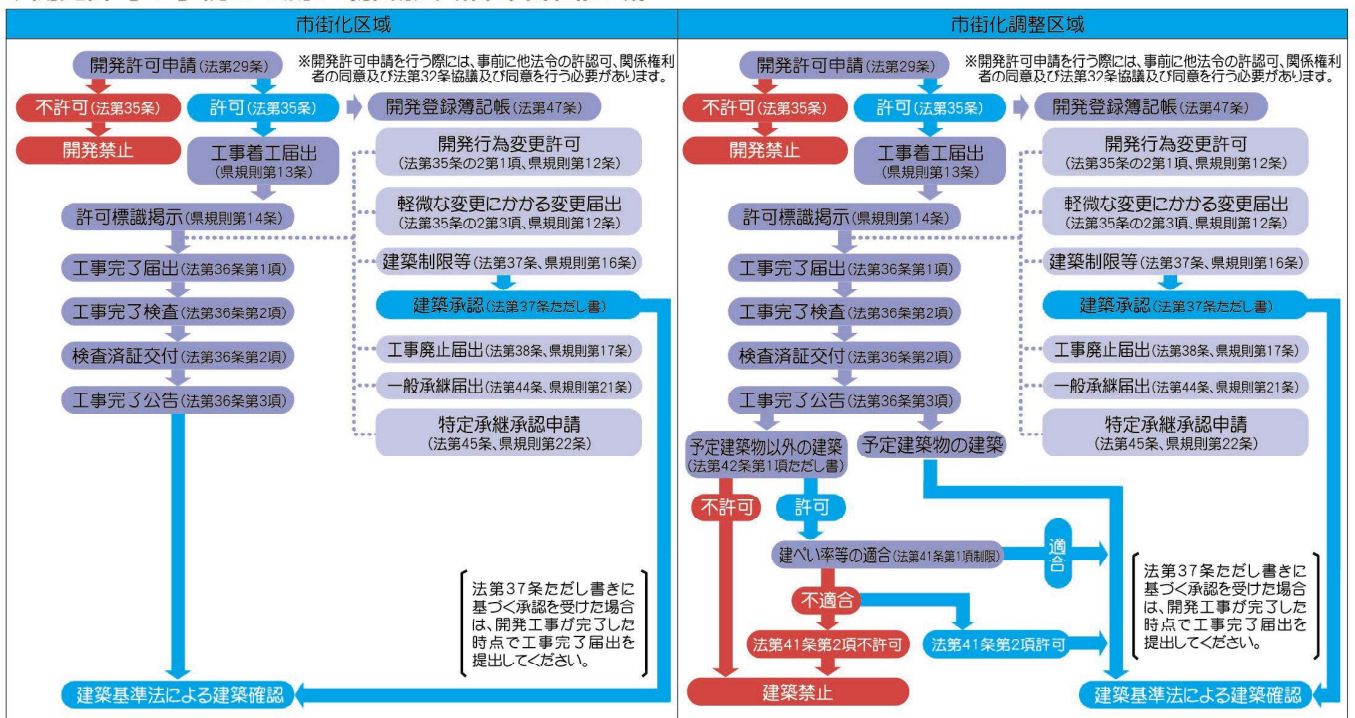 市街化区域
開発許可申請(法第29条)
※開発許可申請を行う際には、事前に他法令の許認可、関係権利
者の同意及び法第32条協議及び同意を行う必要があります。
不許可(法第35条)
許可(法第35条)
開発登録簿記帳(法第47条)
開発禁止
工事着工届出
(県規則第13条)
開発行為変更許可
(法第35条の2第1項、県規則第12条)
許可標識掲示(県規則第14条)
軽微な変更にかかる変更届出
(法第35条の2第3項、県規則第12条)
工事完了届出(法第36条第1項)
建築制限等(法第37条、県規則第16条)
工事完了検査(法第36条第2項)
建築承認(法第37条ただし書)
検査済証交付(法第36条第2項)
工事廃止届出(法第38条、県規則第17条)
工事完了公告(法第36条第3項)
一般承継届出(法第44条、県規則第21条)
特定承継承認申請
(法第45条、県規則第22条)
法第37条ただし書きに
基づく承認を受けた場合
は、開発工事が完了した
時点で工事完了届出を
提出してください。
建築基準法による建築確認
市街化調整区域
開発許可申請(法第29条)
※開発許可申請を行う際には、事前に他法令の許認可、関係権利
者の同意及び法第32条協議及び同意を行う必要があります。
不許可(法第35条)
許可(法第35条)
開発登録簿記帳(法第47条)
開発禁止
工事着工届出
(県規則第13条)
開発行為変更許可
(法第35条の2第1項、県規則第12条)
許可標識掲示(県規則第14条)
軽微な変更にかかる変更届出
(法第35条の2第3項、県規則第12条)
工事完了届出(法第36条第1項)
建築制限等(法第37条、県規則第16条)
工事完了検査(法第36条第2項)
建築承認(法第37条ただし書)
検査済証交付(法第36条第2項)
工事廃止届出(法第38条、県規則第17条)
工事完了公告(法第36条第3項)
一般承継届出(法第44条、県規則第21条)
特定承継承認申請
(法第45条、県規則第22条)
予定建築物以外の建築
(法第42条第1項ただし書)
予定建築物の建築
不許可
許可
建ぺい率等の適合(法第41条第1項制限)
適合
不適合
法第41条第2項不許可
法第41条第2項許可
法第37条ただし書きに
基づく承認を受けた場合
は、開発工事が完了した
時点で工事完了届出を
提出してください。
建築禁止
建築基準法による建築確認